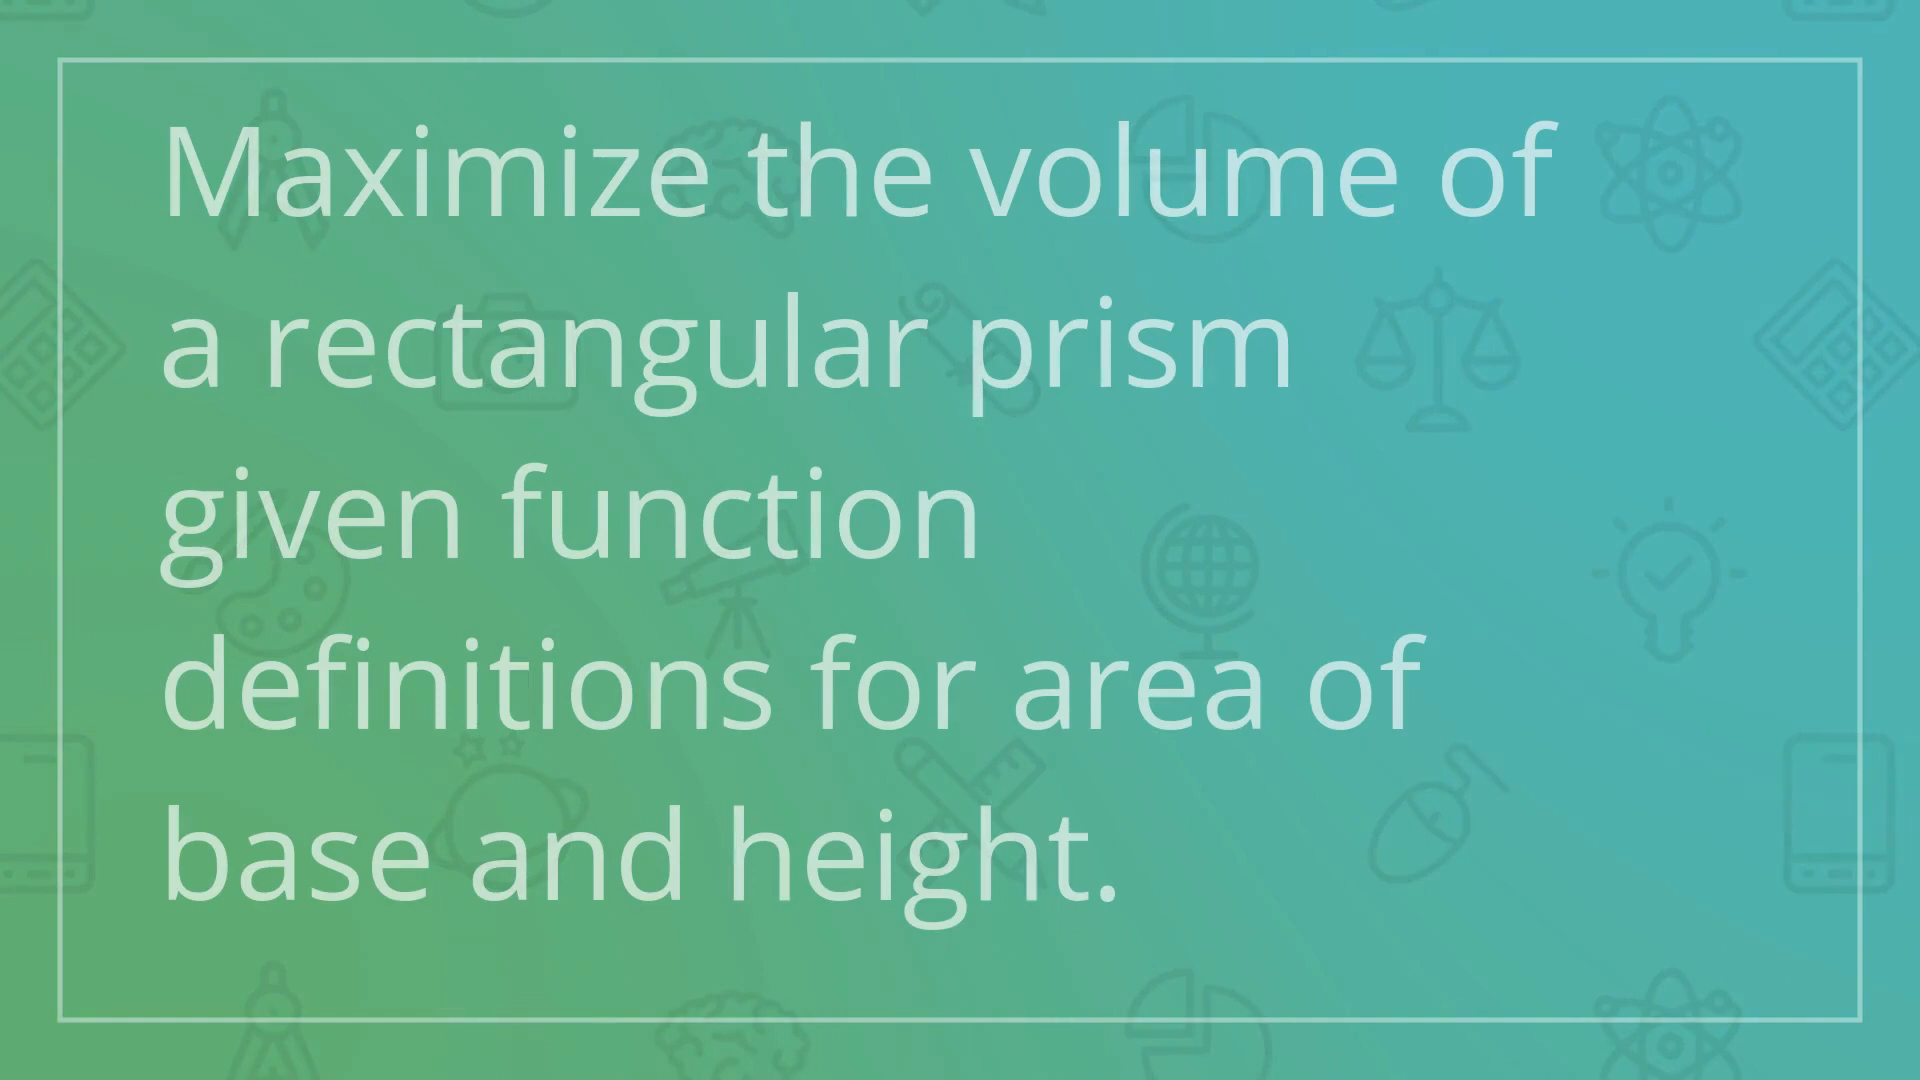 Maximize the volume of
a rectangular prism
given function
definitions for area of
base and height.